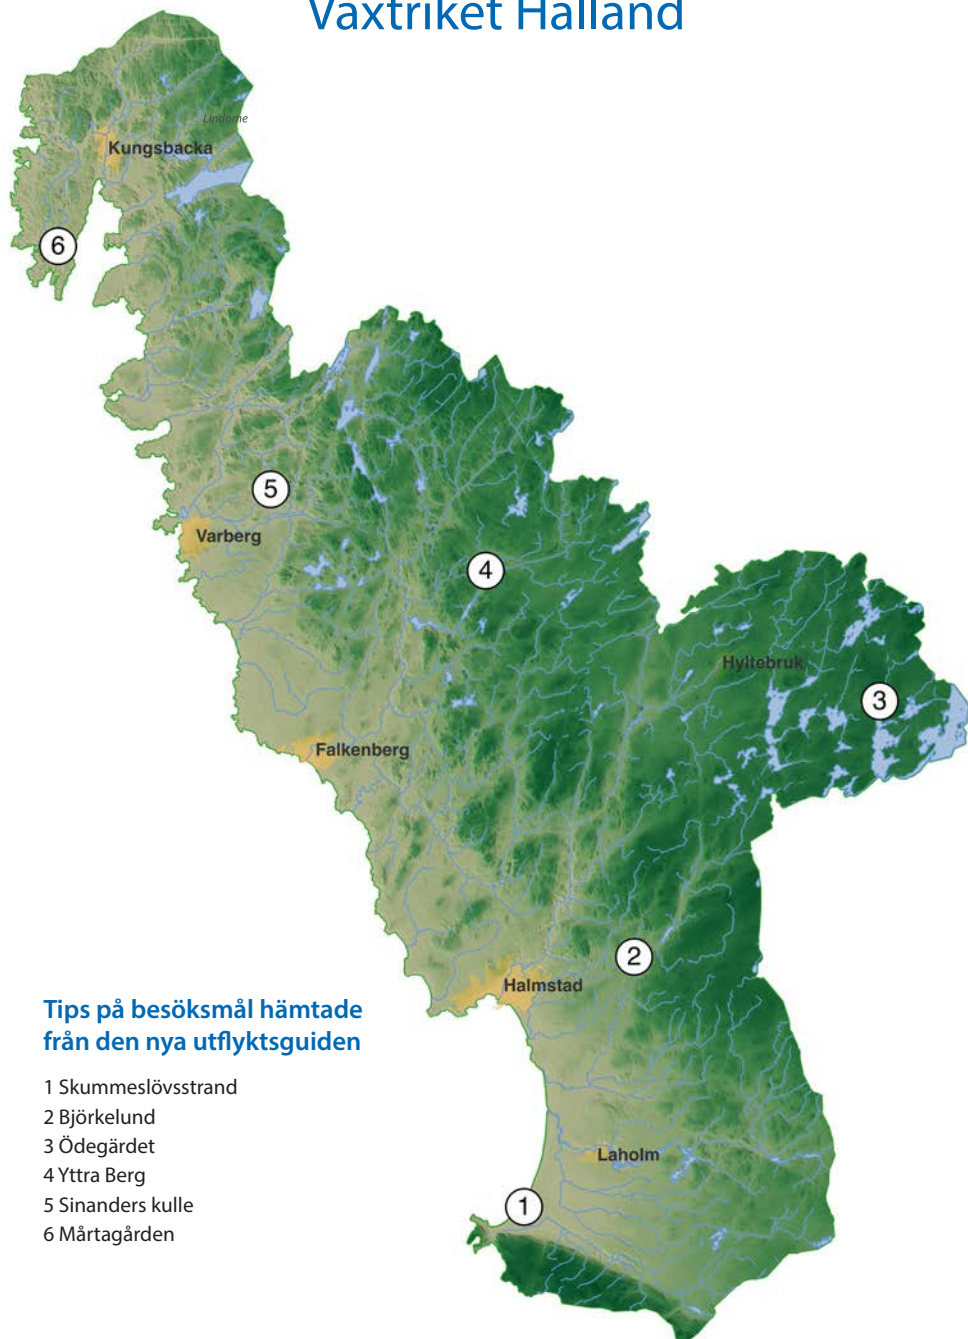 Växtriket Halland
Lindome
Kungsbacka
6
5
Varberg
4
Hyltebruk
3
Falkenberg
2
Halmstad
Tips på besöksmål hämtade
från den nya utflyktsguiden
1 Skummeslövsstrand
2 Björkelund
3 Ödegärdet
4 Yttra Berg
5 Sinanders kulle
6 Mårtagården
Laholm
1